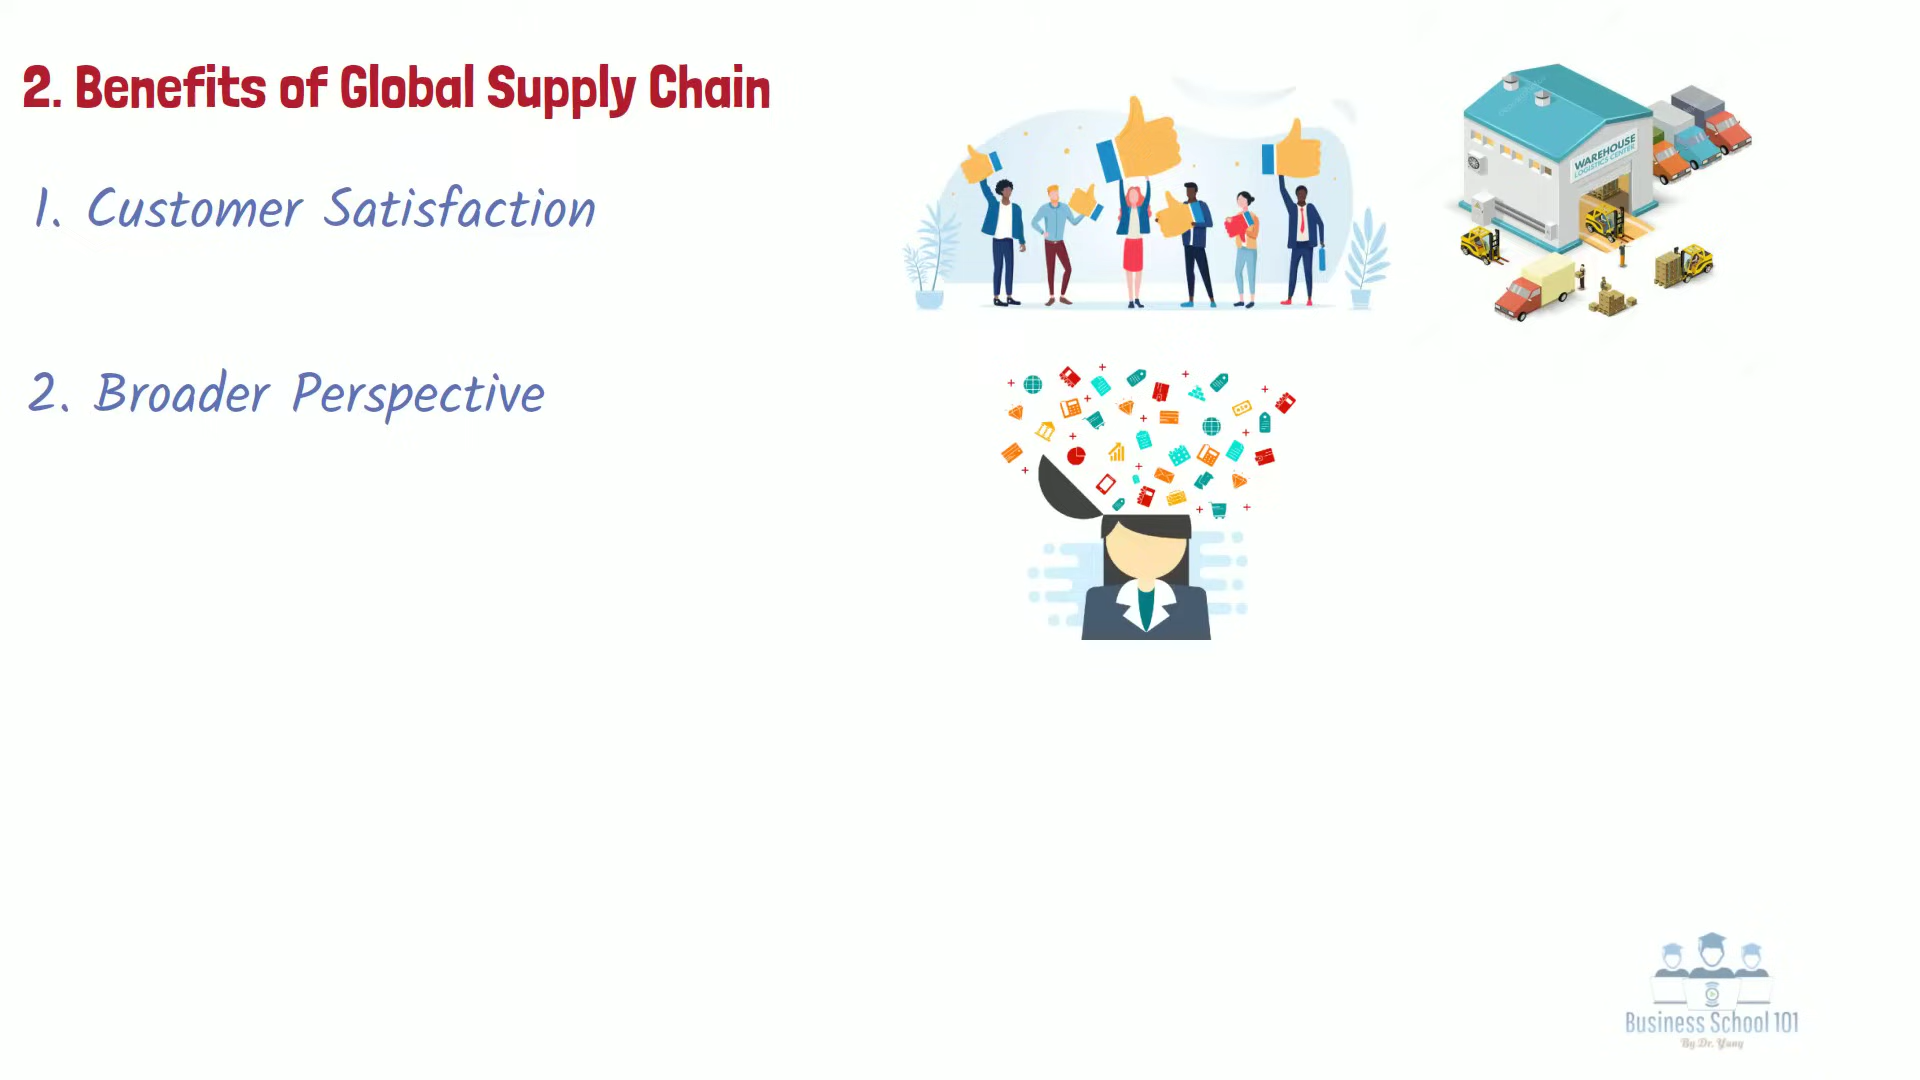 2. Benefits of Global Supply Chain
1. Customer Satisfaction
2. Broader Perspective
WAREHOUSE
LOGISTICS CENTER
Business School 101
By Dr. Yang